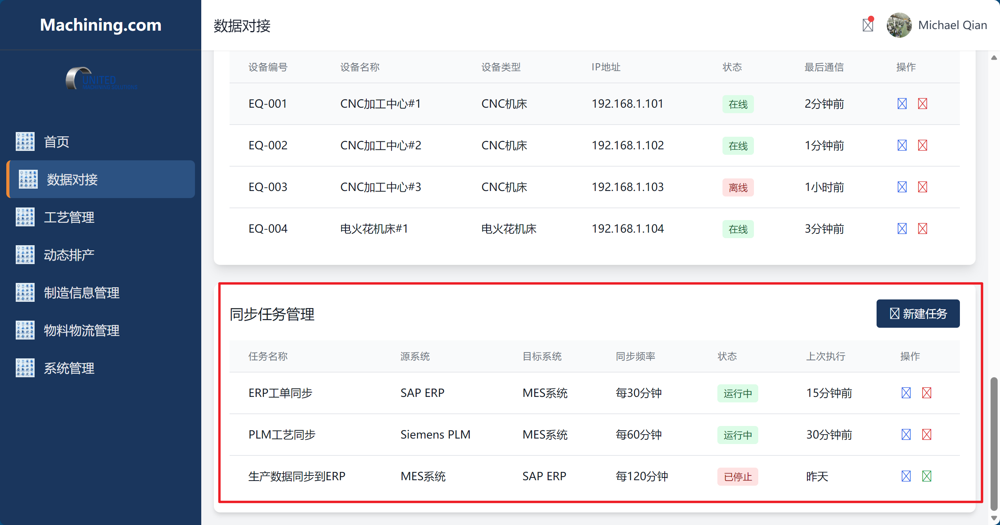 Machining.com
数据对接
Michael Qian
UNITED
MACHINING SOLUTIONS
首页
数据对接
工艺管理
动态排产
制造信息管理
物料物流管理
系统管理
设备编号 设备名称 设备类型 IP地址 状态 最后通信 操作
EQ-001 CNC加工中心#1 CNC机床 192.168.1.101 在线 2分钟前
EQ-002 CNC加工中心#2 CNC机床 192.168.1.102 在线 1分钟前
EQ-003 CNC加工中心#3 CNC机床 192.168.1.103 离线 1小时前
EQ-004 电火花机床#1 电火花机床 192.168.1.104 在线 3分钟前
同步任务管理
新建任务
任务名称 源系统 目标系统 同步频率 状态 上次执行 操作
ERP工单同步 SAP ERP MES系统 每30分钟 运行中 15分钟前
PLM工艺同步 Siemens PLM MES系统 每60分钟 运行中 30分钟前
生产数据同步到ERP MES系统 SAP ERP 每120分钟 已停止 昨天